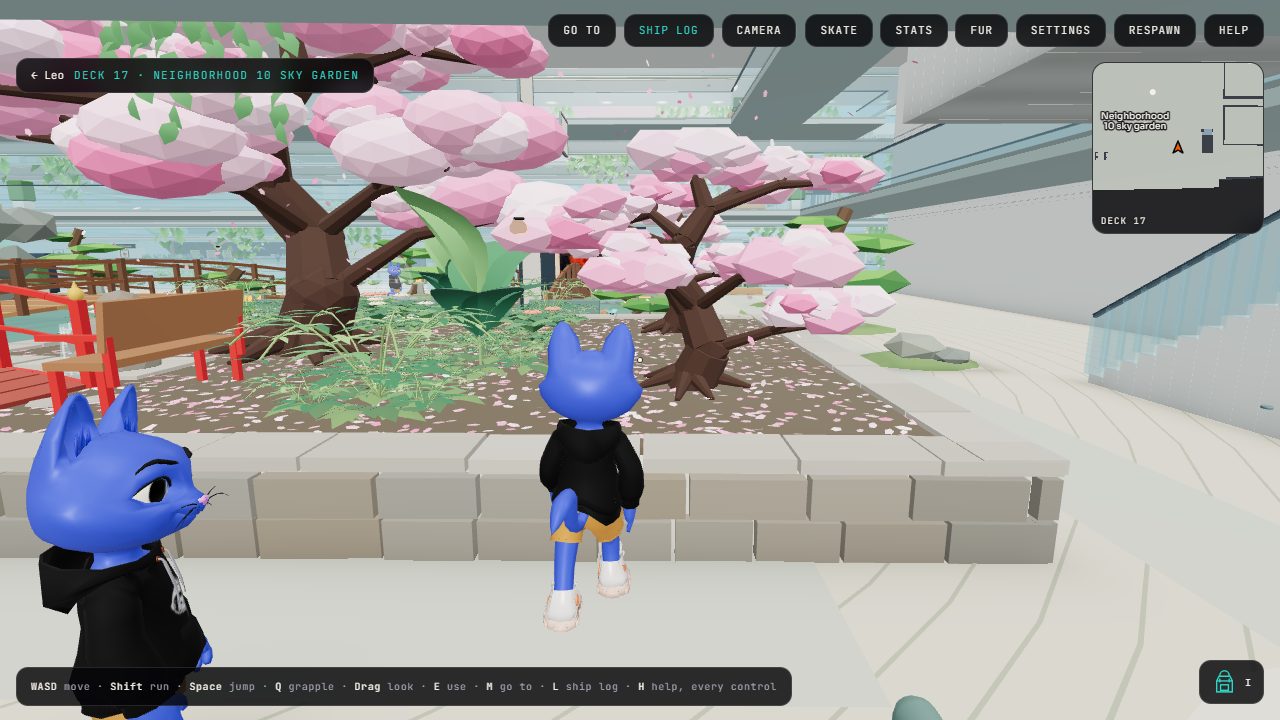 GO TO
SHIP LOG
CAMERA
SKATE
STATS
FUR
SETTINGS
RESPAWN
HELP
← Leo DECK 17 · NEIGHBORHOOD 10 SKY GARDEN
Neighborhood
10 sky garden
DECK 17
WASD move · Shift run · Space jump · Q grapple · Drag look · E use · M go to · L ship log · H help, every control
I